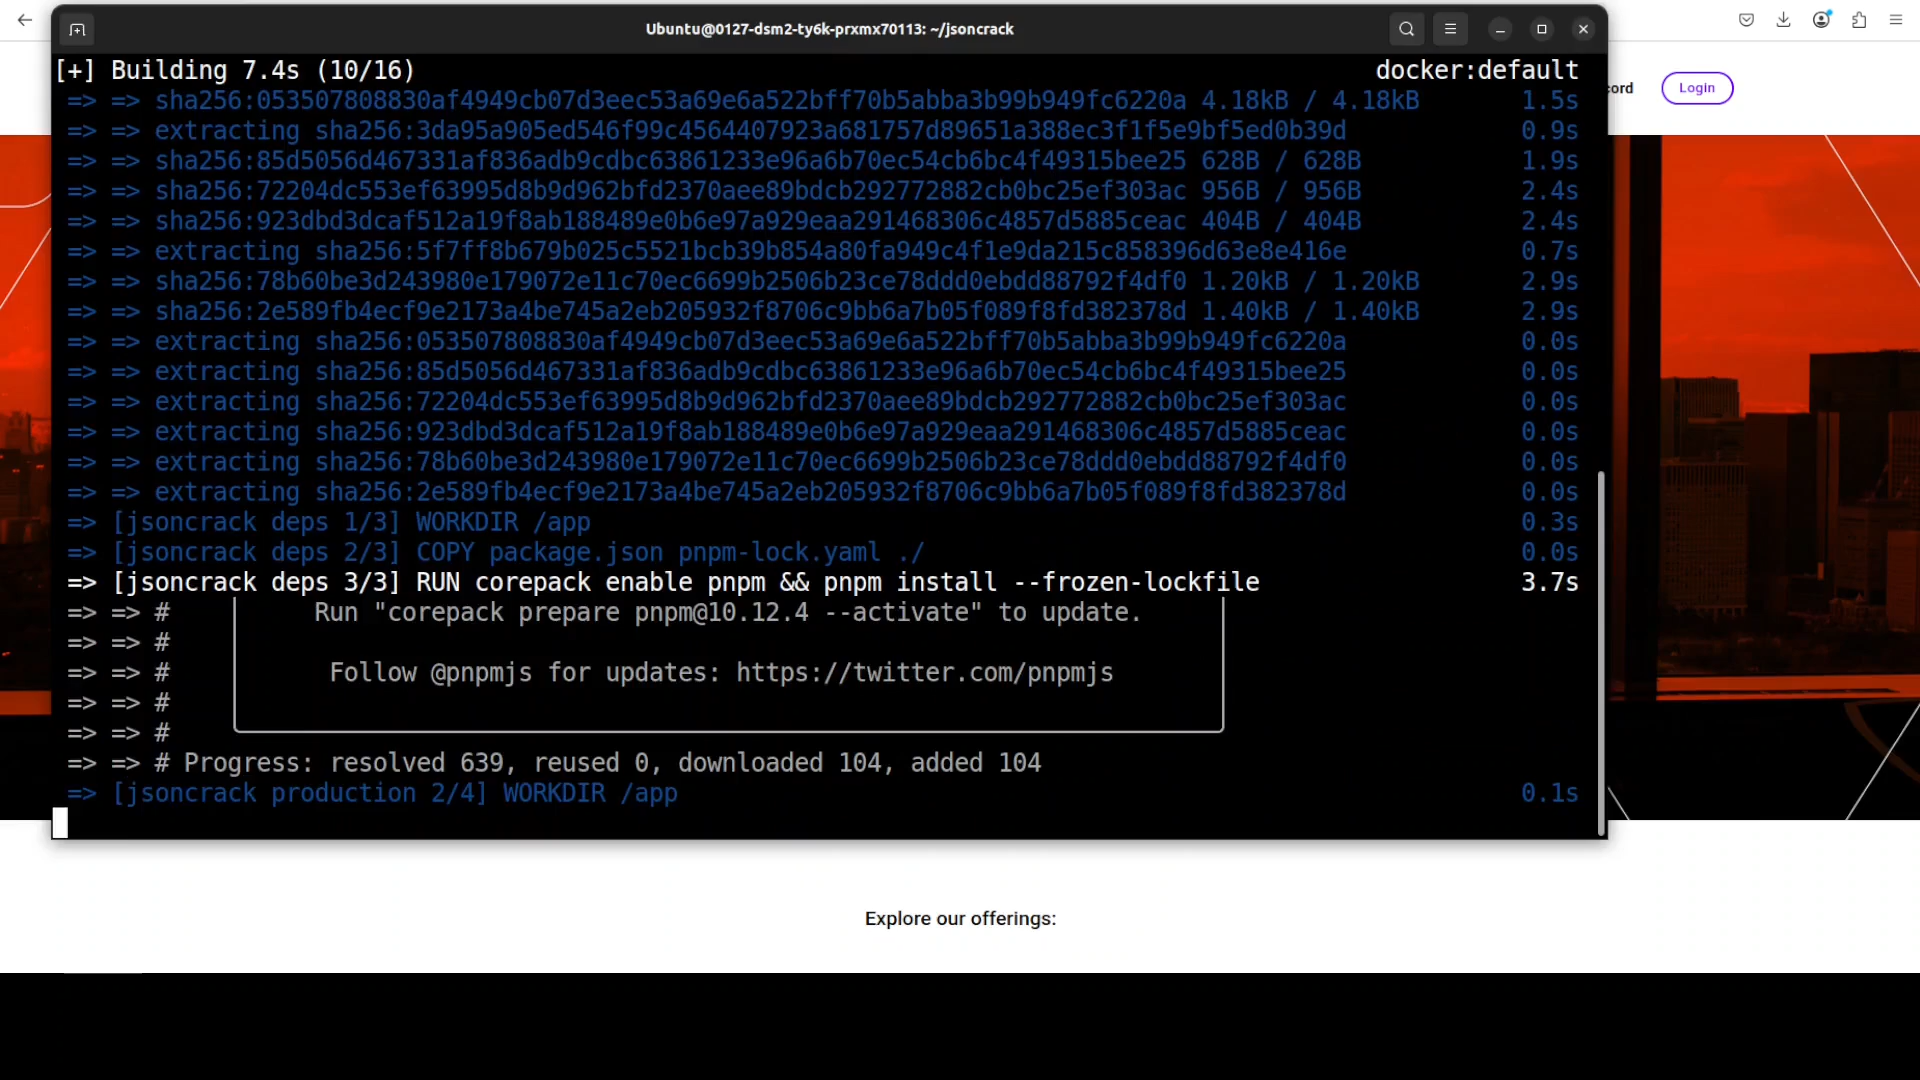 Ubuntu@0127-dsm2-ty6k-prxmx70113: ~/jsoncrack
[+] Building 7.4s (10/16) docker:default
=> => sha256:053507808830af4949cb07d3eec53a69e6a522bff70b5abba3b99b949fc6220a 4.18kB / 4.18kB 1.5s
=> => extracting sha256:3da95a905ed546f99c4564407923a681757d89651a388ec3f1f5e9bf5ed0b39d 0.9s
=> => sha256:85d5056d467331af836adb9cdbc63861233e96a6b70ec54cb6bc4f49315bee25 628B / 628B 1.9s
=> => sha256:72204dc553ef63995d8b9d962bfd2370aee89bdcb292772882cb0bc25ef303ac 956B / 956B 2.4s
=> => sha256:923dbd3dcaf512a19f8ab188489e0b6e97a929eaa291468306c4857d5885ceac 404B / 404B 2.4s
=> => extracting sha256:5f7ff8b679b025c5521bcb39b854a80fa949c4f1e9da215c858396d63e8e416e 0.7s
=> => sha256:78b60be3d243980e179072e11c70ec6699b2506b23ce78ddd0ebdd88792f4df0 1.20kB / 1.20kB 2.9s
=> => sha256:2e589fb4ecf9e2173a4be745a2eb205932f8706c9bb6a7b05f089f8fd382378d 1.40kB / 1.40kB 2.9s
=> => extracting sha256:053507808830af4949cb07d3eec53a69e6a522bff70b5abba3b99b949fc6220a 0.0s
=> => extracting sha256:85d5056d467331af836adb9cdbc63861233e96a6b70ec54cb6bc4f49315bee25 0.0s
=> => extracting sha256:72204dc553ef63995d8b9d962bfd2370aee89bdcb292772882cb0bc25ef303ac 0.0s
=> => extracting sha256:923dbd3dcaf512a19f8ab188489e0b6e97a929eaa291468306c4857d5885ceac 0.0s
=> => extracting sha256:78b60be3d243980e179072e11c70ec6699b2506b23ce78ddd0ebdd88792f4df0 0.0s
=> => extracting sha256:2e589fb4ecf9e2173a4be745a2eb205932f8706c9bb6a7b05f089f8fd382378d 0.0s
=> [jsoncrack deps 1/3] WORKDIR /app 0.3s
=> [jsoncrack deps 2/3] COPY package.json pnpm-lock.yaml ./ 0.0s
=> [jsoncrack deps 3/3] RUN corepack enable pnpm && pnpm install --frozen-lockfile 3.7s
=> => # Run "corepack prepare pnpm@10.12.4 --activate" to update.
=> => #
=> => # Follow @pnpmjs for updates: https://twitter.com/pnpmjs
=> => #
=> => #
=> => # Progress: resolved 639, reused 0, downloaded 104, added 104
=> [jsoncrack production 2/4] WORKDIR /app 0.1s
cord
Login
Explore our offerings: